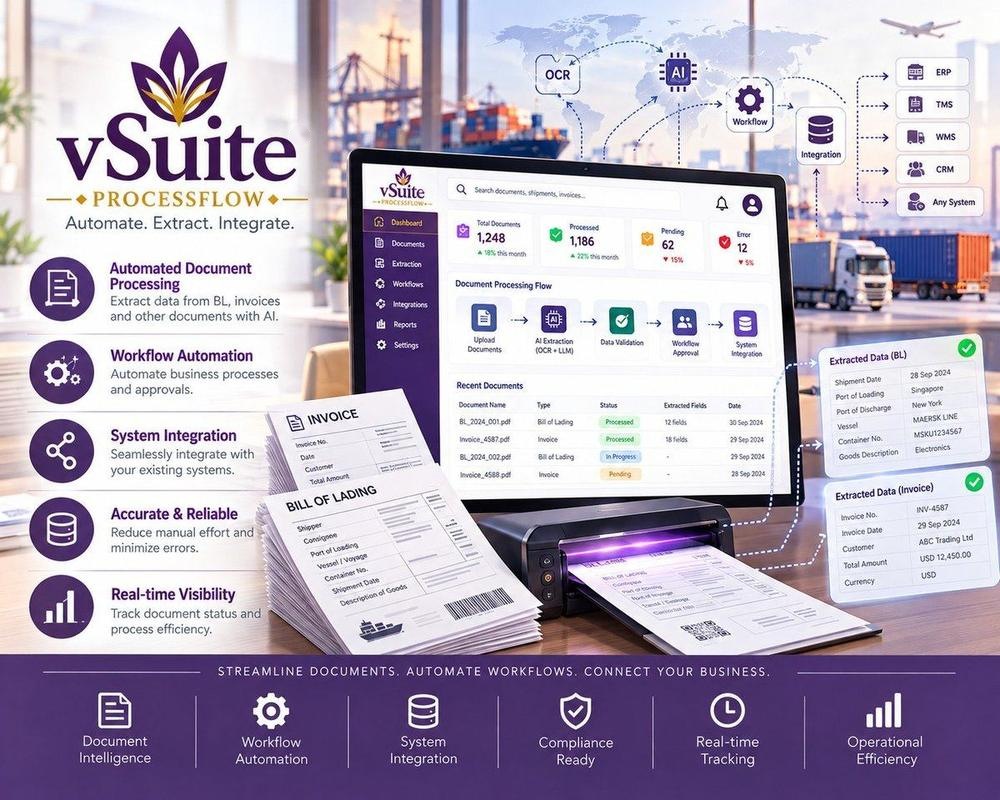 vSuite
PROCESSFLOW
Automate. Extract. Integrate.
Automated Document
Processing
Extract data from BL, invoices
and other documents with AI.
Workflow Automation
Automate business processes
and approvals.
System Integration
Seamlessly integrate with
your existing systems.
Accurate & Reliable
Reduce manual effort and
minimize errors.
Real-time Visibility
Track document status and
process efficiency.
OCR
AI
Workflow
Integration
ERP
TMS
WMS
CRM
Any System
vSuite
PROCESSFLOW
Search documents, shipments, invoices...
Dashboard
Documents
Extraction
Workflows
Integrations
Reports
Settings
Total Documents
1,248
▲ 18% this month
Processed
1,186
▲ 22% this month
Pending
62
▼ 15%
Error
12
▼ 5%
Document Processing Flow
Upload
Documents
AI
AI Extraction
(OCR + LLM)
Data Validation
Workflow
Approval
System
Integration
Recent Documents
Document Name Type Status Extracted Fields Date
BL_2024_001.pdf Bill of Lading Processed 12 fields 30 Sep 2024
Invoice_4587.pdf Invoice Processed 18 fields 29 Sep 2024
BL_2024_002.pdf Bill of Lading In Progress - 29 Sep 2024
Invoice_4588.pdf Invoice Pending - 28 Sep 2024
Extracted Data (BL)
Shipment Date 28 Sep 2024
Port of Loading Singapore
Port of Discharge New York
Vessel MAERSK LINE
Container No. MSKU1234567
Goods Description Electronics
Extracted Data (Invoice)
Invoice No. INV-4587
Invoice Date 29 Sep 2024
Customer ABC Trading Ltd
Total Amount USD 12,450.00
Currency USD
INVOICE
Invoice No.
Date
Customer
Total Amount
BILL OF LADING
Shipper
Consignee
Port of Loading
Vessel / Voyage
Container No.
Shipment Date
Description of Goods
STREAMLINE DOCUMENTS. AUTOMATE WORKFLOWS. CONNECT YOUR BUSINESS.
Document
Intelligence
Workflow
Automation
System
Integration
Compliance
Ready
Real-time
Tracking
Operational
Efficiency